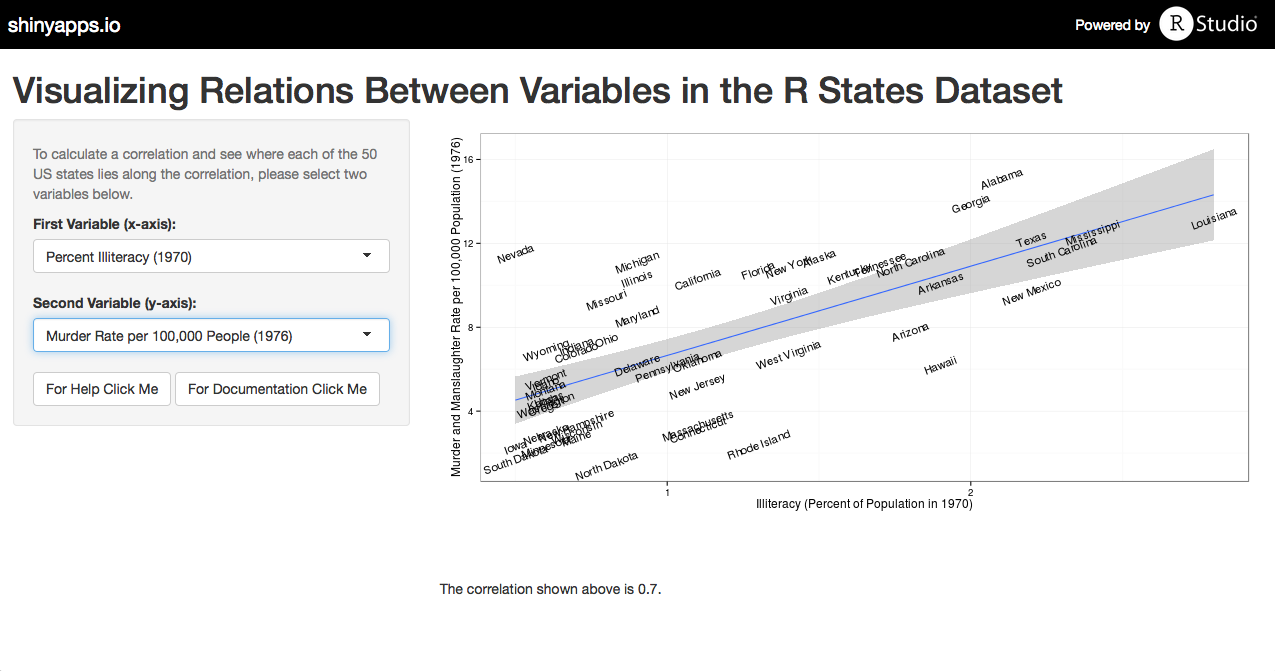 shinyapps.io
Powered by R Studio
Visualizing Relations Between Variables in the R States Dataset
To calculate a correlation and see where each of the 50
US states lies along the correlation, please select two
variables below.
First Variable (x-axis):
Percent Illiteracy (1970)
Second Variable (y-axis):
Murder Rate per 100,000 People (1976)
For Help Click Me
For Documentation Click Me
Murder and Manslaughter Rate per 100,000 Population (1976)
16
12
8
4
Alabama
Georgia
Louisiana
Mississippi
Texas
South Carolina
Nevada
Michigan
Illinois
California
Florida
New York
Alaska
Kentucky
Tennessee
North Carolina
Missouri
Virginia
Arkansas
New Mexico
Maryland
Arizona
Wyoming
Indiana
Colorado
Ohio
Delaware
Pennsylvania
Oklahoma
West Virginia
Hawaii
Vermont
Montana
New Jersey
Oregon
Nebraska
New Hampshire
Wisconsin
Massachusetts
Connecticut
Iowa
Minnesota
Maine
Rhode Island
South Dakota
North Dakota
1
2
Illiteracy (Percent of Population in 1970)
The correlation shown above is 0.7.